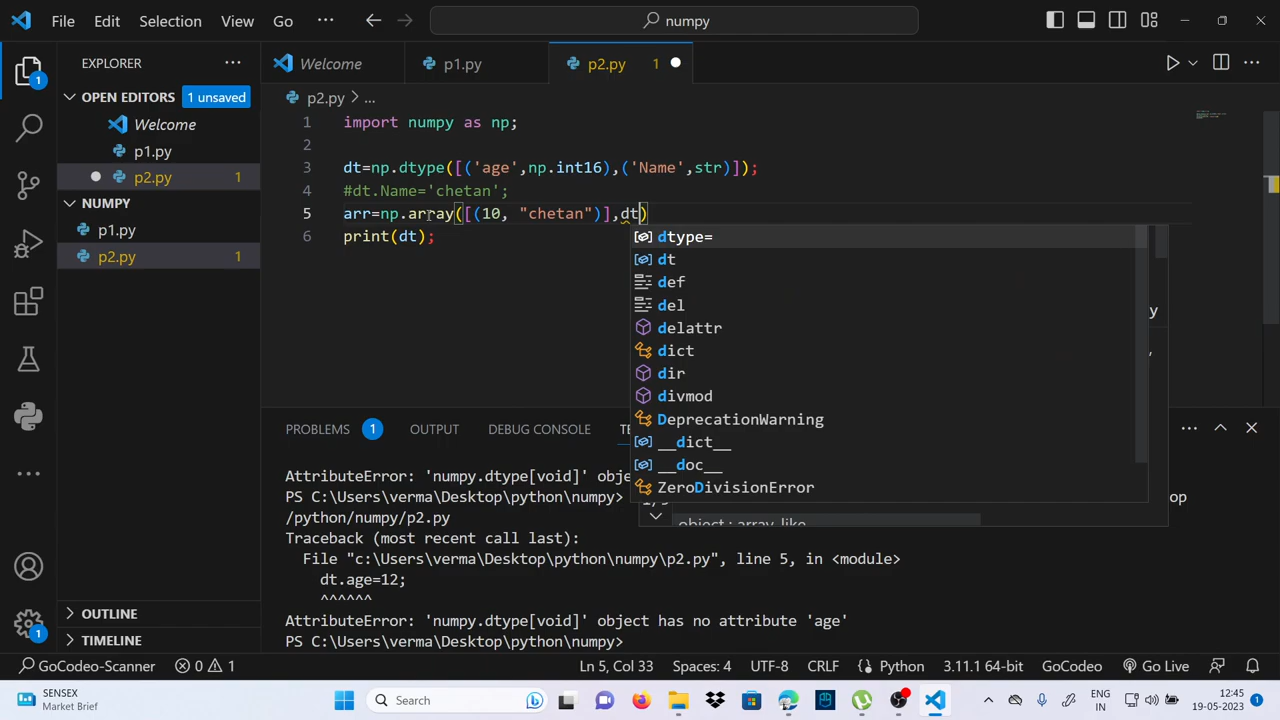 File Edit Selection View Go ··· numpy
EXPLORER ···
OPEN EDITORS 1 unsaved
Welcome
p1.py
p2.py 1
NUMPY
p1.py
p2.py 1
OUTLINE
TIMELINE
Welcome p1.py p2.py 1
p2.py > ...
1 import numpy as np;
2
3 dt=np.dtype([('age',np.int16),('Name',str)]);
4 #dt.Name='chetan';
5 arr=np.array([(10, "chetan")],dt)
6 print(dt);
dtype=
dt
def
del
delattr
dict
dir
divmod
DeprecationWarning
__dict__
__doc__
ZeroDivisionError
PROBLEMS 1 OUTPUT DEBUG CONSOLE
AttributeError: 'numpy.dtype[void]' obje
PS C:\Users\verma\Desktop\python\numpy>
/python/numpy/p2.py
Traceback (most recent call last):
File "c:\Users\verma\Desktop\python\numpy\p2.py", line 5, in <module>
dt.age=12;
^^^^^^
AttributeError: 'numpy.dtype[void]' object has no attribute 'age'
PS C:\Users\verma\Desktop\python\numpy>
GoCodeo-Scanner 0 1 Ln 5, Col 33 Spaces: 4 UTF-8 CRLF Python 3.11.1 64-bit GoCodeo Go Live
SENSEX
Market Brief
Search
ENG
IN
12:45
19-05-2023